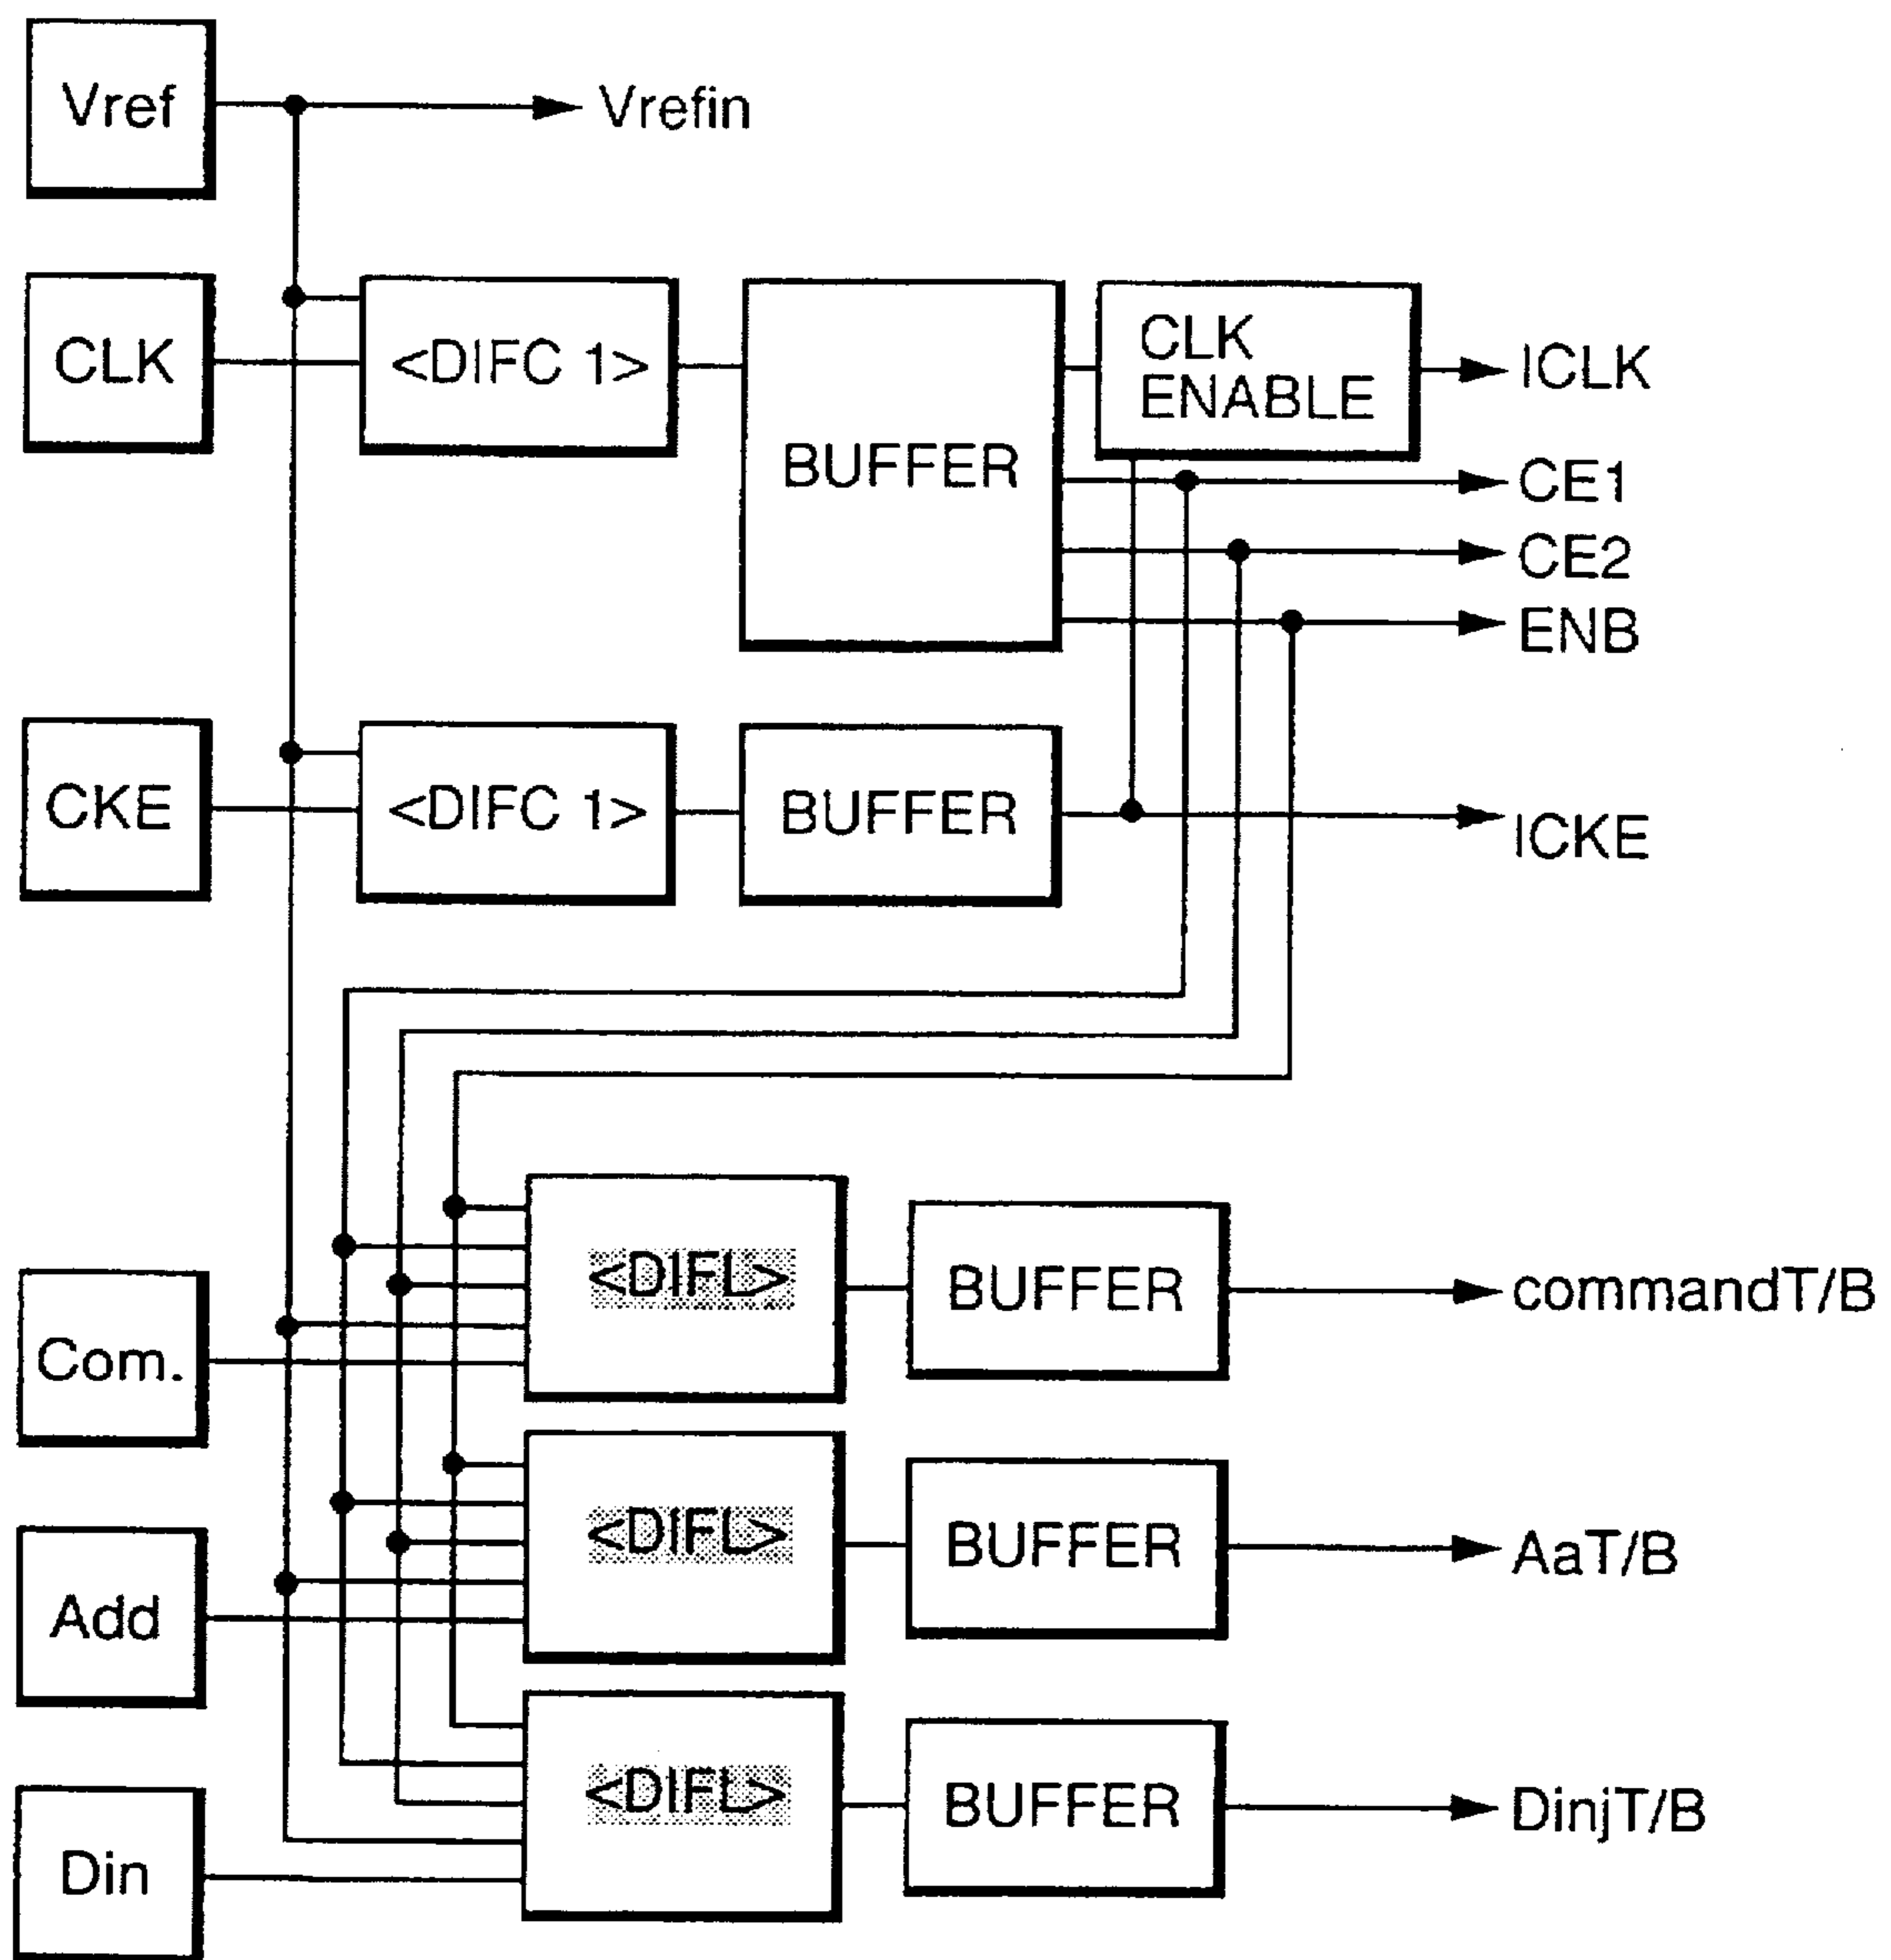 Vref
Vrefin
CLK
<DIFC 1>
BUFFER
CLK
ENABLE
ICLK
CE1
CE2
ENB
CKE
<DIFC 1>
BUFFER
ICKE
Com.
<DIFL>
BUFFER
commandT/B
Add
<DIFL>
BUFFER
AaT/B
Din
<DIFL>
BUFFER
DinjT/B